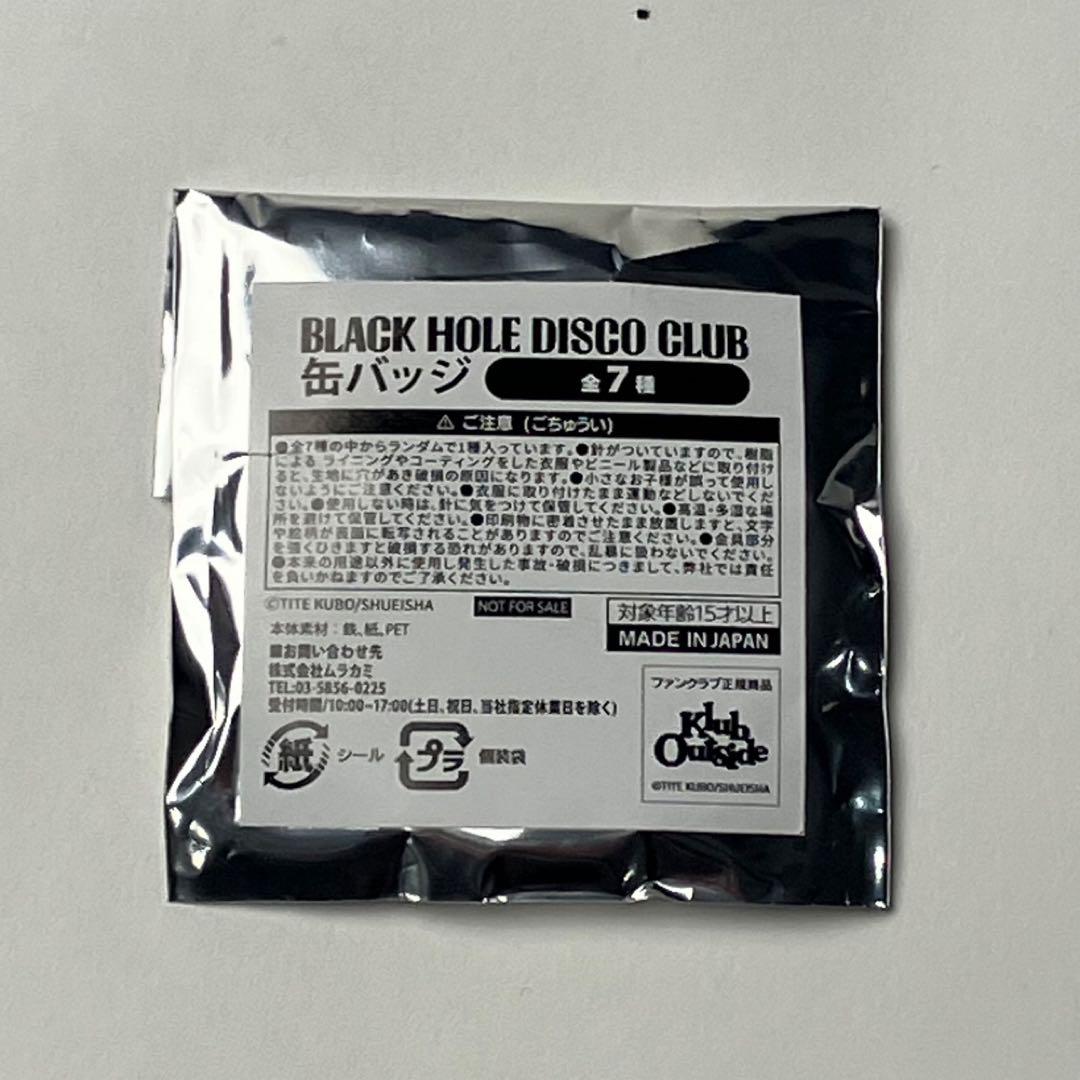 BLACK HOLE DISCO CLUB
缶バッジ 全7種
⚠ ご注意 (ごちゅうい)
●全7種の中からランダムで1種入っています。●針がついていますので、樹脂
による ライニングやコーティングをした衣服やビニール製品などに取り付け
ると、生地に穴があき破損の原因になります。●小さなお子様が誤って使用し
ないようにご注意ください。●衣服に取り付けたまま運動などしないでくだ
さい。●使用しない時は、針に気をつけて保管してください。●高温・多湿な場
所を避けて保管してください。●印刷物に密着させたまま放置しますと、文字
や絵柄が表面に転写されることがありますのでご注意ください。●金具部分
を強くひきますと破損する恐れがありますので、乱暴に扱わないでください。
●本来の用途以外に使用し発生した事故・破損につきまして、弊社では責任
を負いかねますのでご了承ください。
©TITE KUBO/SHUEISHA NOT FOR SALE 対象年齢15才以上
本体素材:鉄、紙、PET MADE IN JAPAN
■お問い合わせ先
株式会社ムラカミ
TEL:03-5856-0225
受付時間/10:00~17:00(土日、祝日、当社指定休業日を除く)
紙 シール プラ 個装袋
ファンクラブ正規商品
Klub
Outside
©TITE KUBO/SHUEISHA